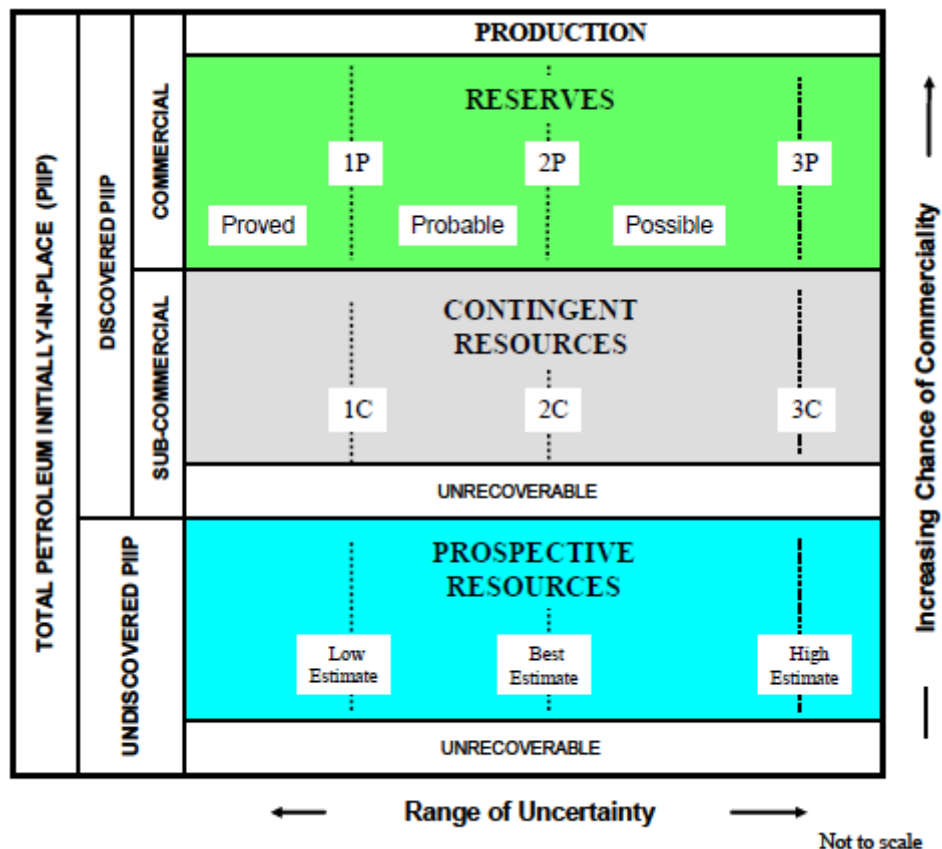 PRODUCTION
RESERVES
1P
2P
3P
Proved
Probable
Possible
CONTINGENT
RESOURCES
1C
2C
3C
UNRECOVERABLE
PROSPECTIVE
RESOURCES
Low
Estimate
Best
Estimate
High
Estimate
UNRECOVERABLE
TOTAL PETROLEUM INITIALLY-IN-PLACE (PIIP)
DISCOVERED PIIP
UNDISCOVERED PIIP
COMMERCIAL
SUB-COMMERCIAL
Increasing Chance of Commerciality
Range of Uncertainty
Not to scale